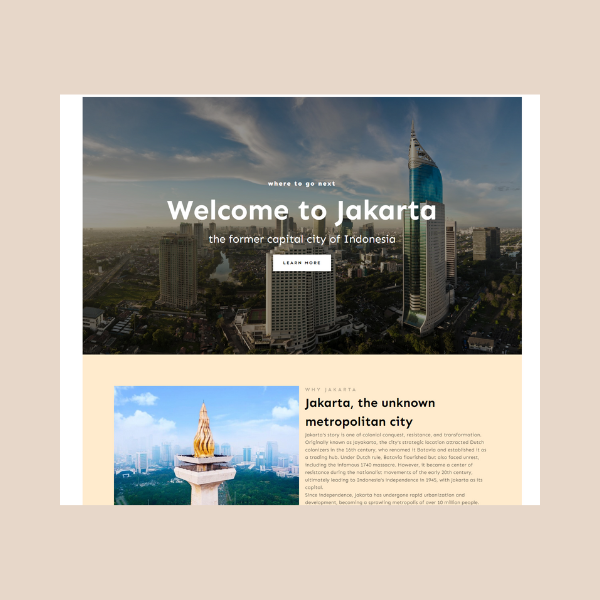 where to go next
Welcome to Jakarta
the former capital city of Indonesia
LEARN MORE
WHY JAKARTA
Jakarta, the unknown
metropolitan city
Jakarta's story is one of colonial conquest, resistance, and transformation.
Originally known as Jayakarta, the city's strategic location attracted Dutch
colonizers in the 16th century, who renamed it Batavia and established it as
a trading hub. Under Dutch rule, Batavia flourished but also faced unrest,
including the infamous 1740 massacre. However, it became a center of
resistance during the nationalist movements of the early 20th century,
ultimately leading to Indonesia's independence in 1945, with Jakarta as its
capital.
Since independence, Jakarta has undergone rapid urbanization and
development, becoming a sprawling metropolis of over 10 million people.